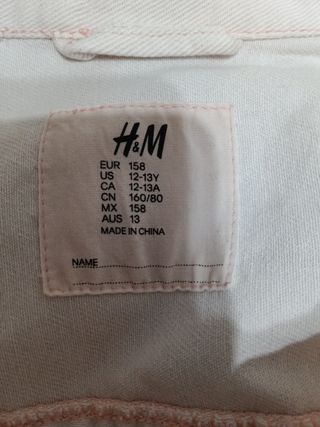 H&M
EUR 158
US 12-13Y
CA 12-13A
CN 160/80
MX 158
AUS 13
MADE IN CHINA
NAME